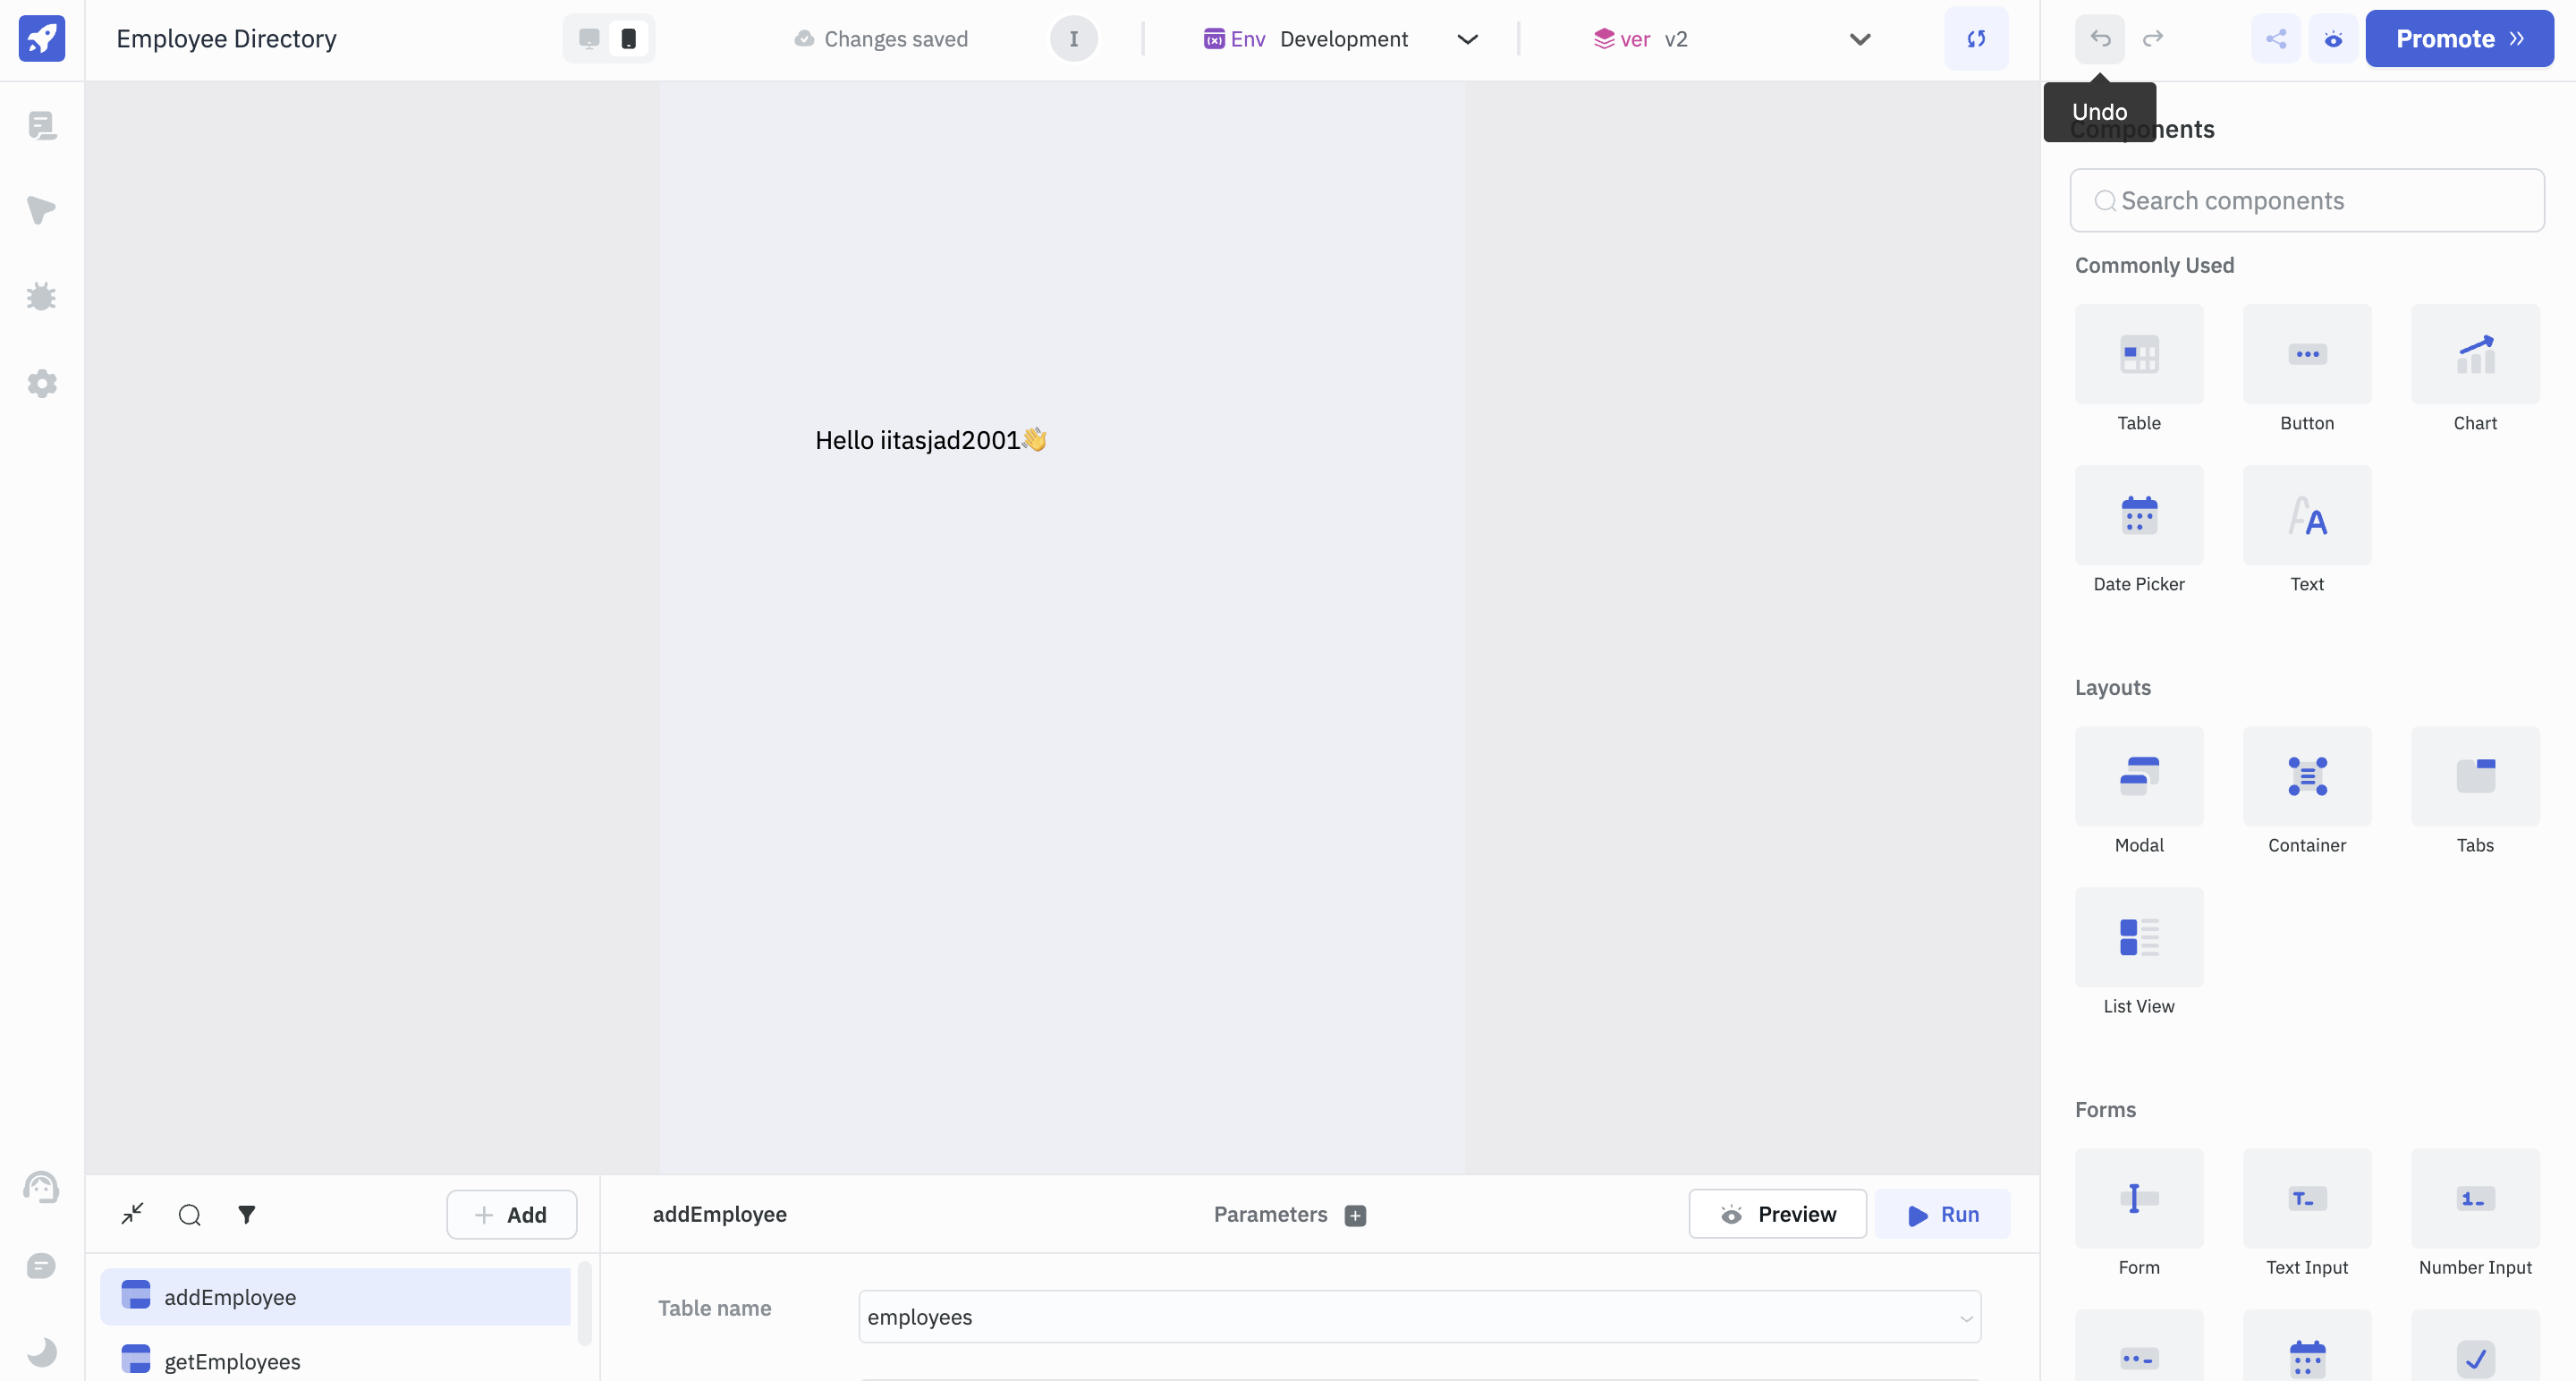 Employee Directory
Changes saved
I
Env Development
ver v2
Promote
Undo
Components
Search components
Commonly Used
Table
Button
Chart
Date Picker
Text
Layouts
Modal
Container
Tabs
List View
Forms
Form
Text Input
Number Input
Hello iitasjad2001👋
Add
addEmployee
Parameters
Preview
Run
addEmployee
getEmployees
Table name
employees